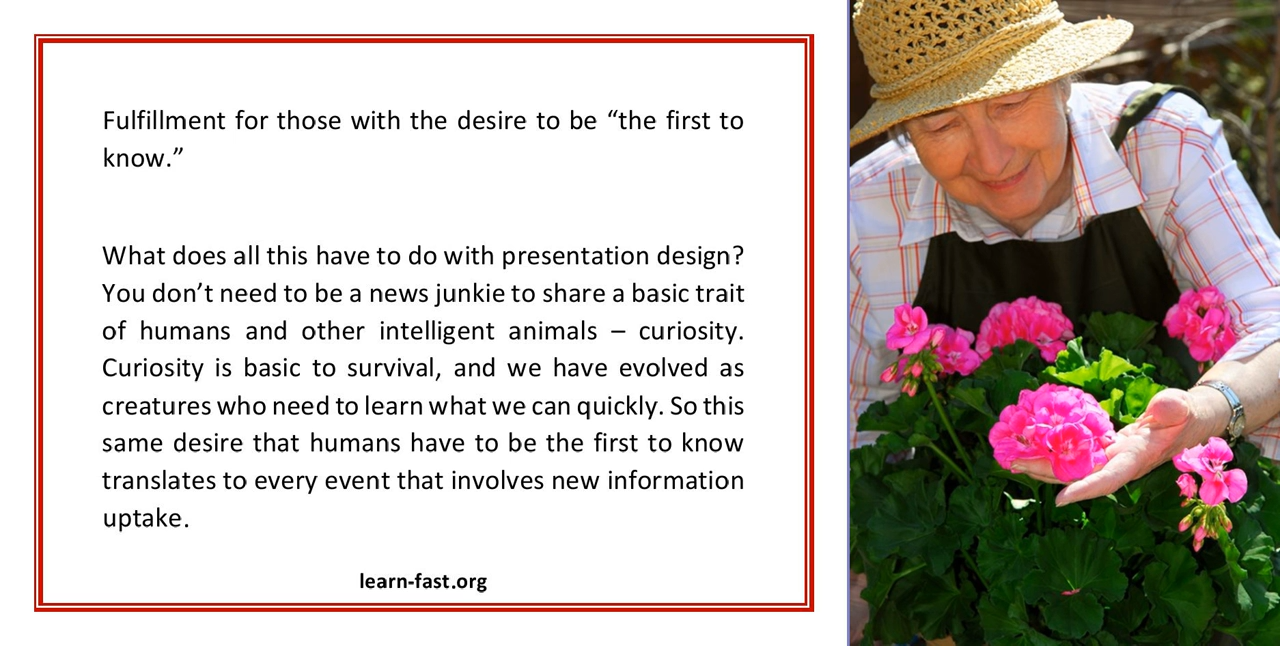 Fulfillment for those with the desire to be “the first to
know.”
What does all this have to do with presentation design?
You don’t need to be a news junkie to share a basic trait
of humans and other intelligent animals – curiosity.
Curiosity is basic to survival, and we have evolved as
creatures who need to learn what we can quickly. So this
same desire that humans have to be the first to know
translates to every event that involves new information
uptake.
learn-fast.org